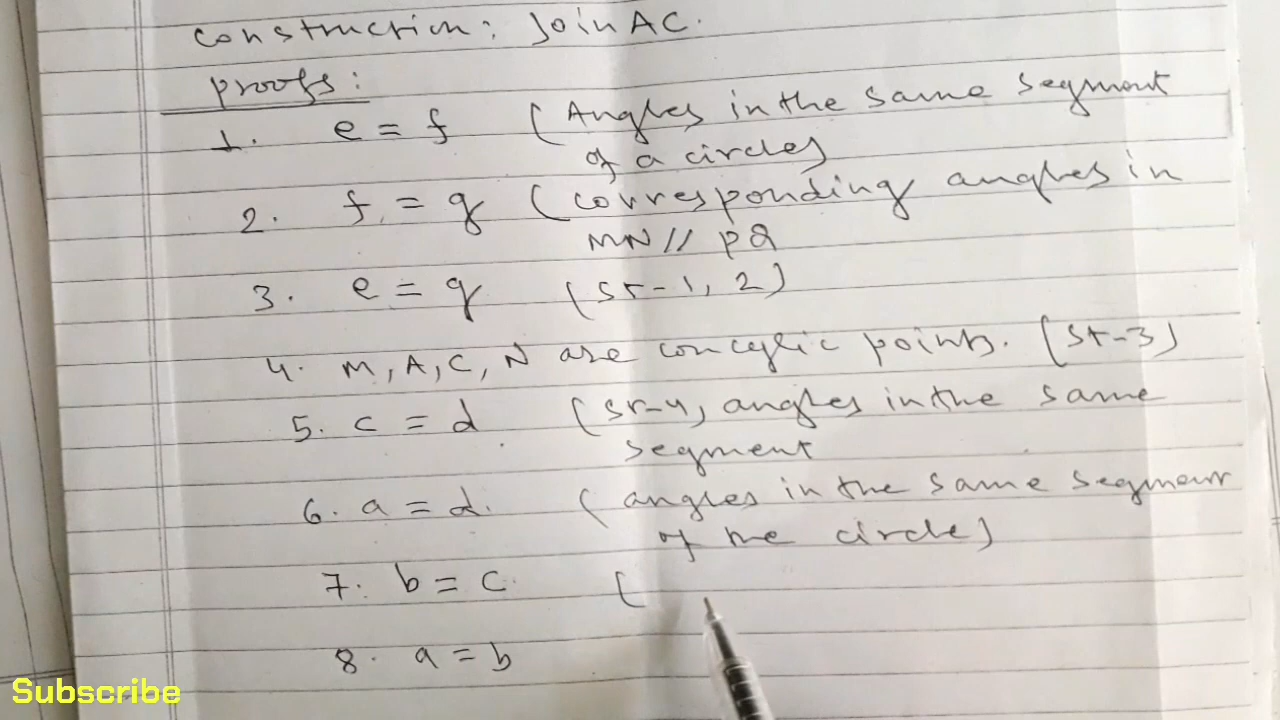 construction: Join AC.
proofs:
1. e = f (Angles in the same segment
of a circles)
2. f = g (corresponding angles in
MN // PQ
3. e = g (St-1, 2)
4. M, A, C, N are concyclic points. (St-3)
5. c = d (St-4, angles in the same
segment
6. a = d. (angles in the same segment
of the circle)
7. b = c. (
8. a = b
Subscribe